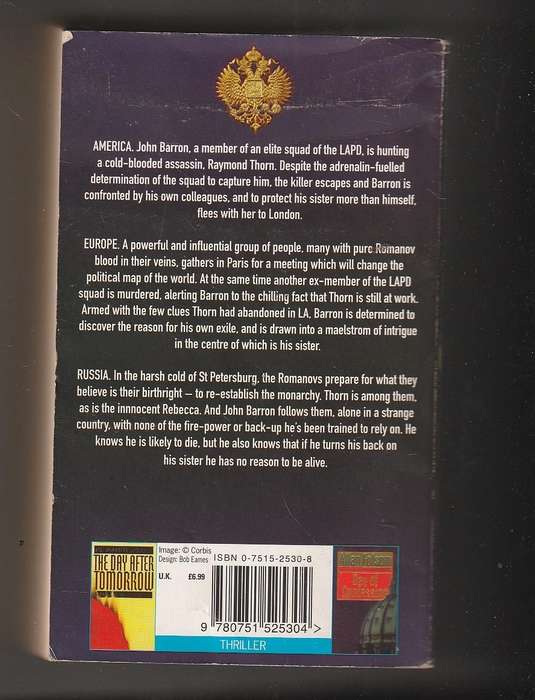 AMERICA. John Barron, a member of an elite squad of the LAPD, is hunting
a cold-blooded assassin, Raymond Thorn. Despite the adrenalin-fuelled
determination of the squad to capture him, the killer escapes and Barron is
confronted by his own colleagues, and to protect his sister more than himself,
flees with her to London.
EUROPE. A powerful and influential group of people, many with pure Romanov
blood in their veins, gathers in Paris for a meeting which will change the
political map of the world. At the same time another ex-member of the LAPD
squad is murdered, alerting Barron to the chilling fact that Thorn is still at work.
Armed with the few clues Thorn had abandoned in LA, Barron is determined to
discover the reason for his own exile, and is drawn into a maelstrom of intrigue
in the centre of which is his sister.
RUSSIA. In the harsh cold of St Petersburg, the Romanovs prepare for what they
believe is their birthright – to re-establish the monarchy. Thorn is among them,
as is the innnocent Rebecca. And John Barron follows them, alone in a strange
country, with none of the fire-power or back-up he's been trained to rely on. He
knows he is likely to die, but he also knows that if he turns his back on
his sister he has no reason to be alive.
THE DAY AFTER
TOMORROW
Image: © Corbis
Design: Bob Eames
ISBN 0-7515-2530-8
U.K. £6.99
9 780751 525304 >
THRILLER
Allan Folsom
Day of
Confession